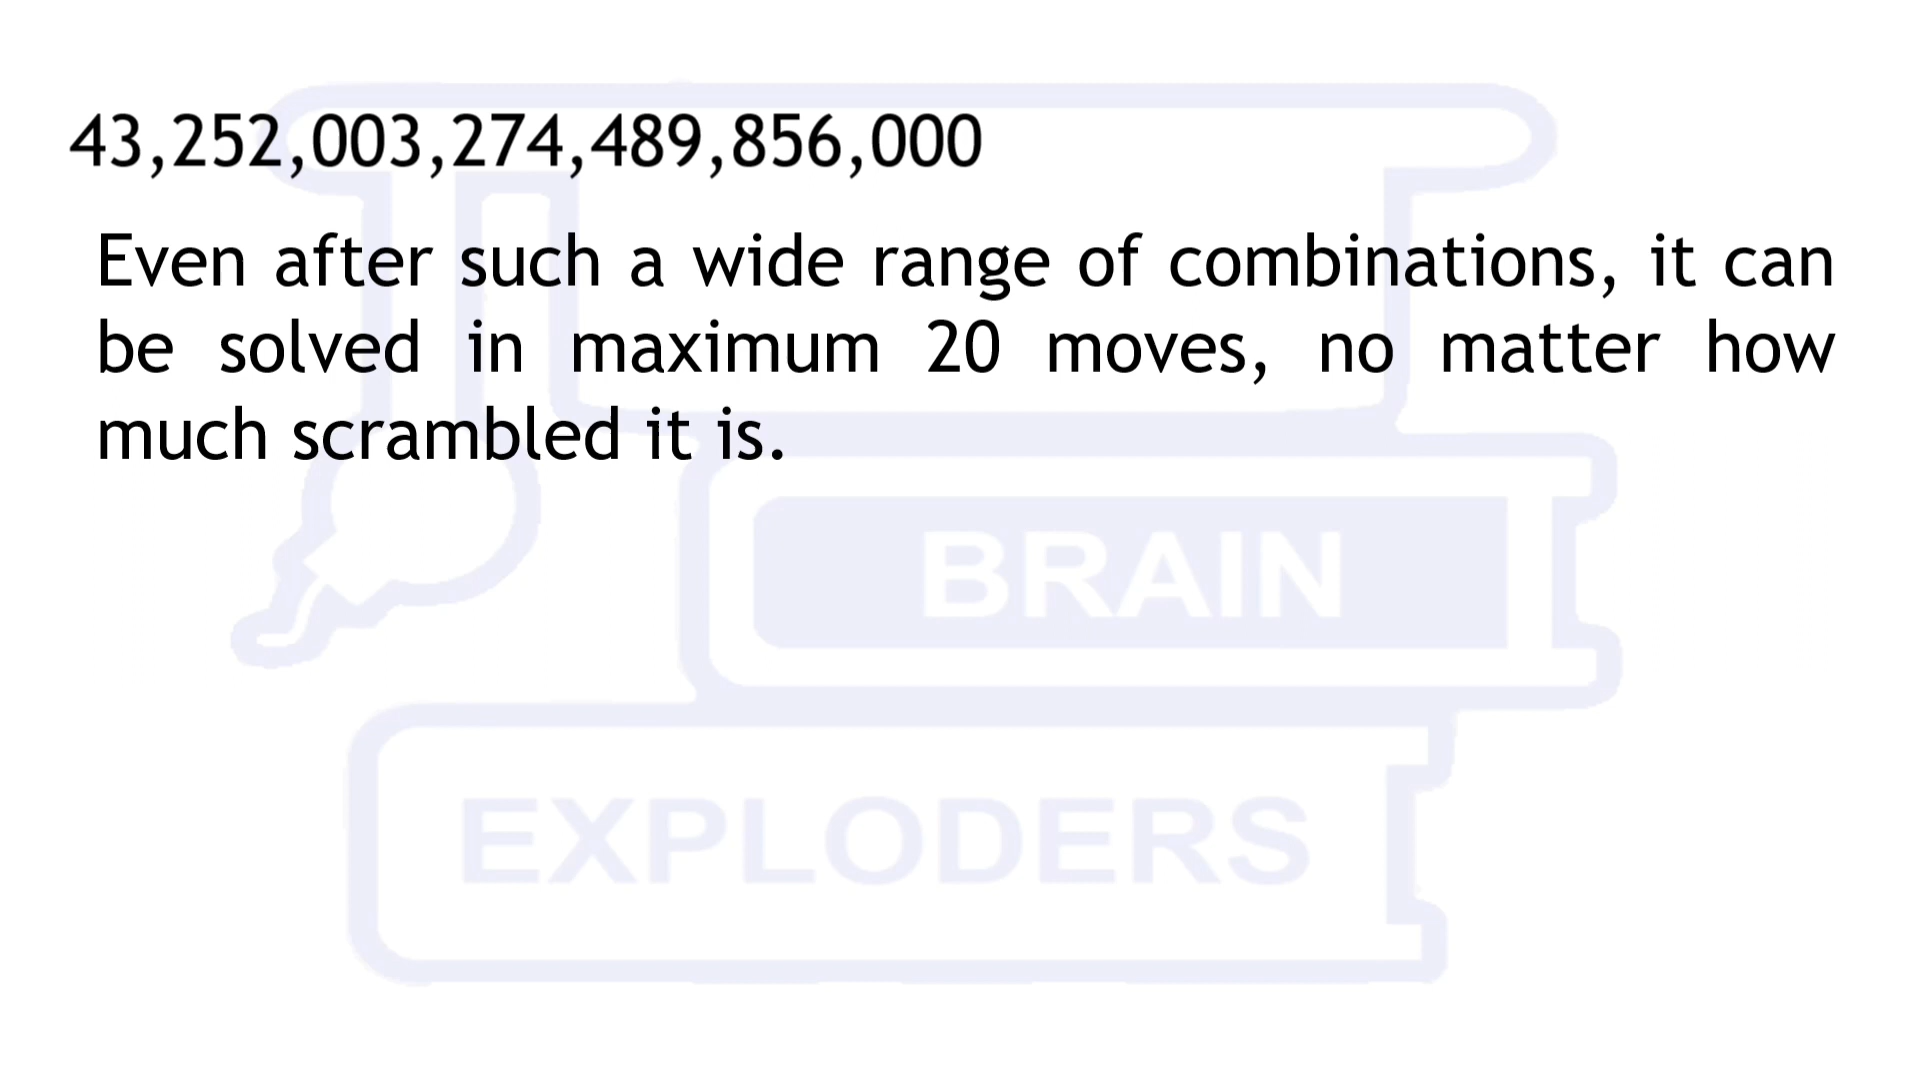 43,252,003,274,489,856,000
Even after such a wide range of combinations, it can
be solved in maximum 20 moves, no matter how
much scrambled it is.
BRAIN
EXPLODERS